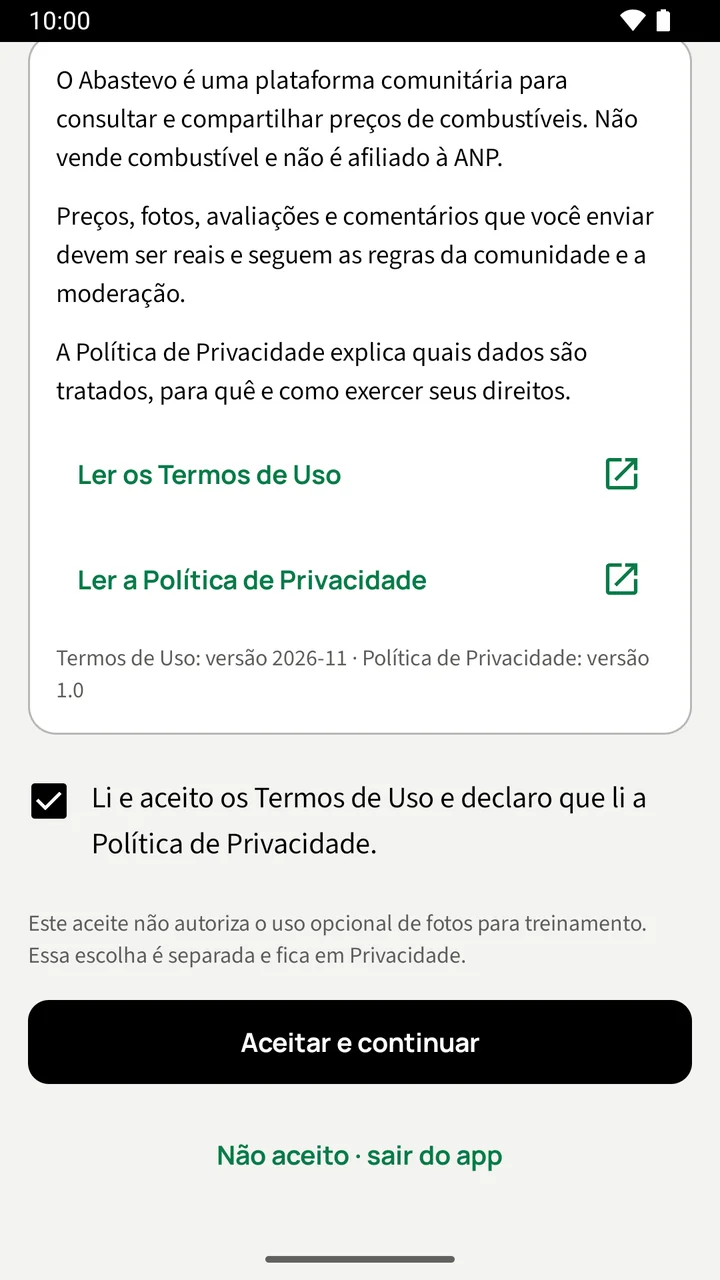 10:00
O Abastevo é uma plataforma comunitária para
consultar e compartilhar preços de combustíveis. Não
vende combustível e não é afiliado à ANP.
Preços, fotos, avaliações e comentários que você enviar
devem ser reais e seguem as regras da comunidade e a
moderação.
A Política de Privacidade explica quais dados são
tratados, para quê e como exercer seus direitos.
Ler os Termos de Uso
Ler a Política de Privacidade
Termos de Uso: versão 2026-11 · Política de Privacidade: versão
1.0
Li e aceito os Termos de Uso e declaro que li a
Política de Privacidade.
Este aceite não autoriza o uso opcional de fotos para treinamento.
Essa escolha é separada e fica em Privacidade.
Aceitar e continuar
Não aceito · sair do app